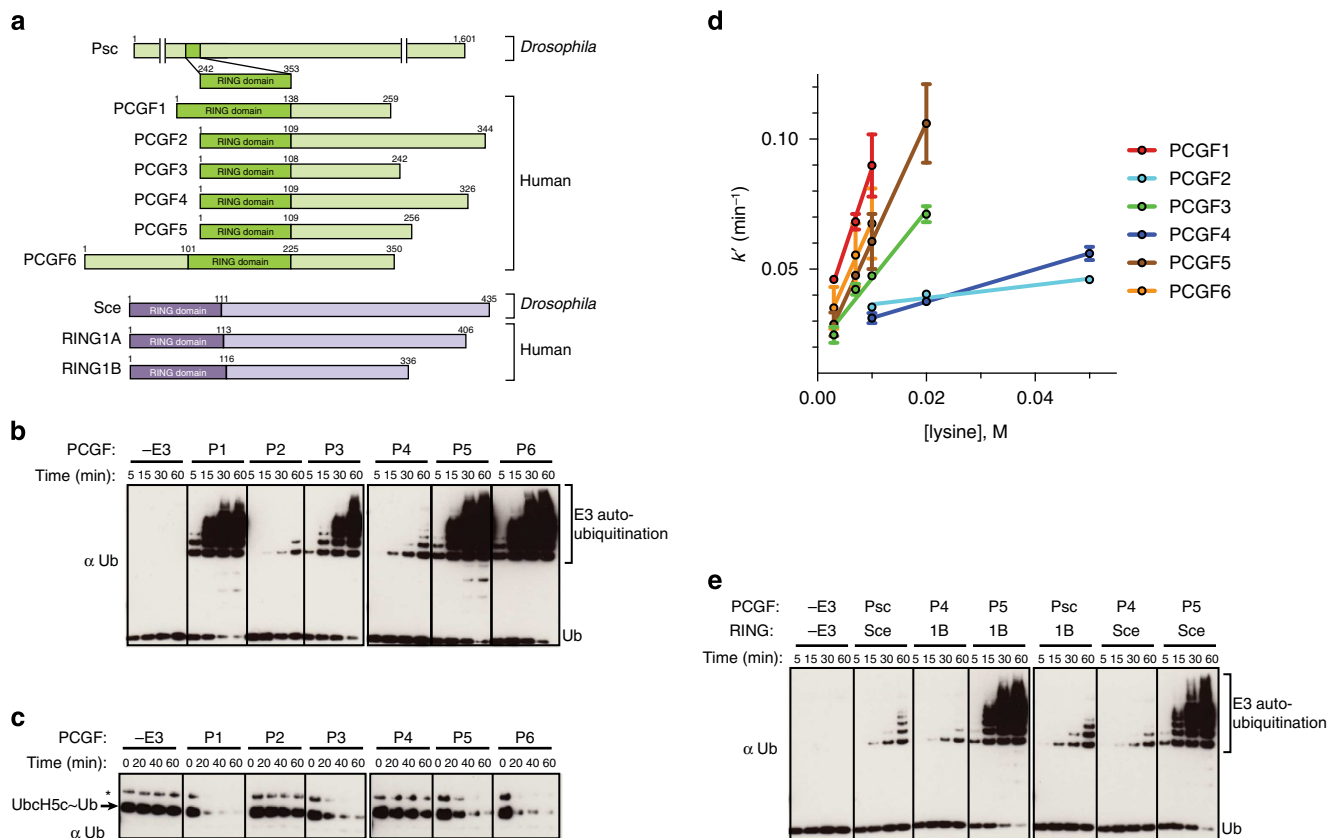 a
Psc 1 1,601 Drosophila
242 353
RING domain
PCGF1 1 RING domain 138 259
PCGF2 1 RING domain 109 344
PCGF3 1 RING domain 108 242
PCGF4 1 RING domain 109 326
PCGF5 1 RING domain 109 256
PCGF6 1 101 RING domain 225 350
Human
Sce 1 RING domain 111 435 Drosophila
RING1A 1 RING domain 113 406
RING1B 1 RING domain 116 336
Human
b
PCGF: –E3 P1 P2 P3 P4 P5 P6
Time (min): 5 15 30 60 5 15 30 60 5 15 30 60 5 15 30 60 5 15 30 60 5 15 30 60 5 15 30 60
E3 auto-
ubiquitination
α Ub
Ub
c
PCGF: –E3 P1 P2 P3 P4 P5 P6
Time (min): 0 20 40 60 0 20 40 60 0 20 40 60 0 20 40 60 0 20 40 60 0 20 40 60 0 20 40 60
*
UbcH5c~Ub
α Ub
d
0.10
0.05
k′ (min⁻¹)
0.00 0.02 0.04
[lysine], M
PCGF1
PCGF2
PCGF3
PCGF4
PCGF5
PCGF6
e
PCGF: –E3 Psc P4 P5 Psc P4 P5
RING: –E3 Sce 1B 1B 1B Sce Sce
Time (min): 5 15 30 60 5 15 30 60 5 15 30 60 5 15 30 60 5 15 30 60 5 15 30 60 5 15 30 60
E3 auto-
ubiquitination
α Ub
Ub